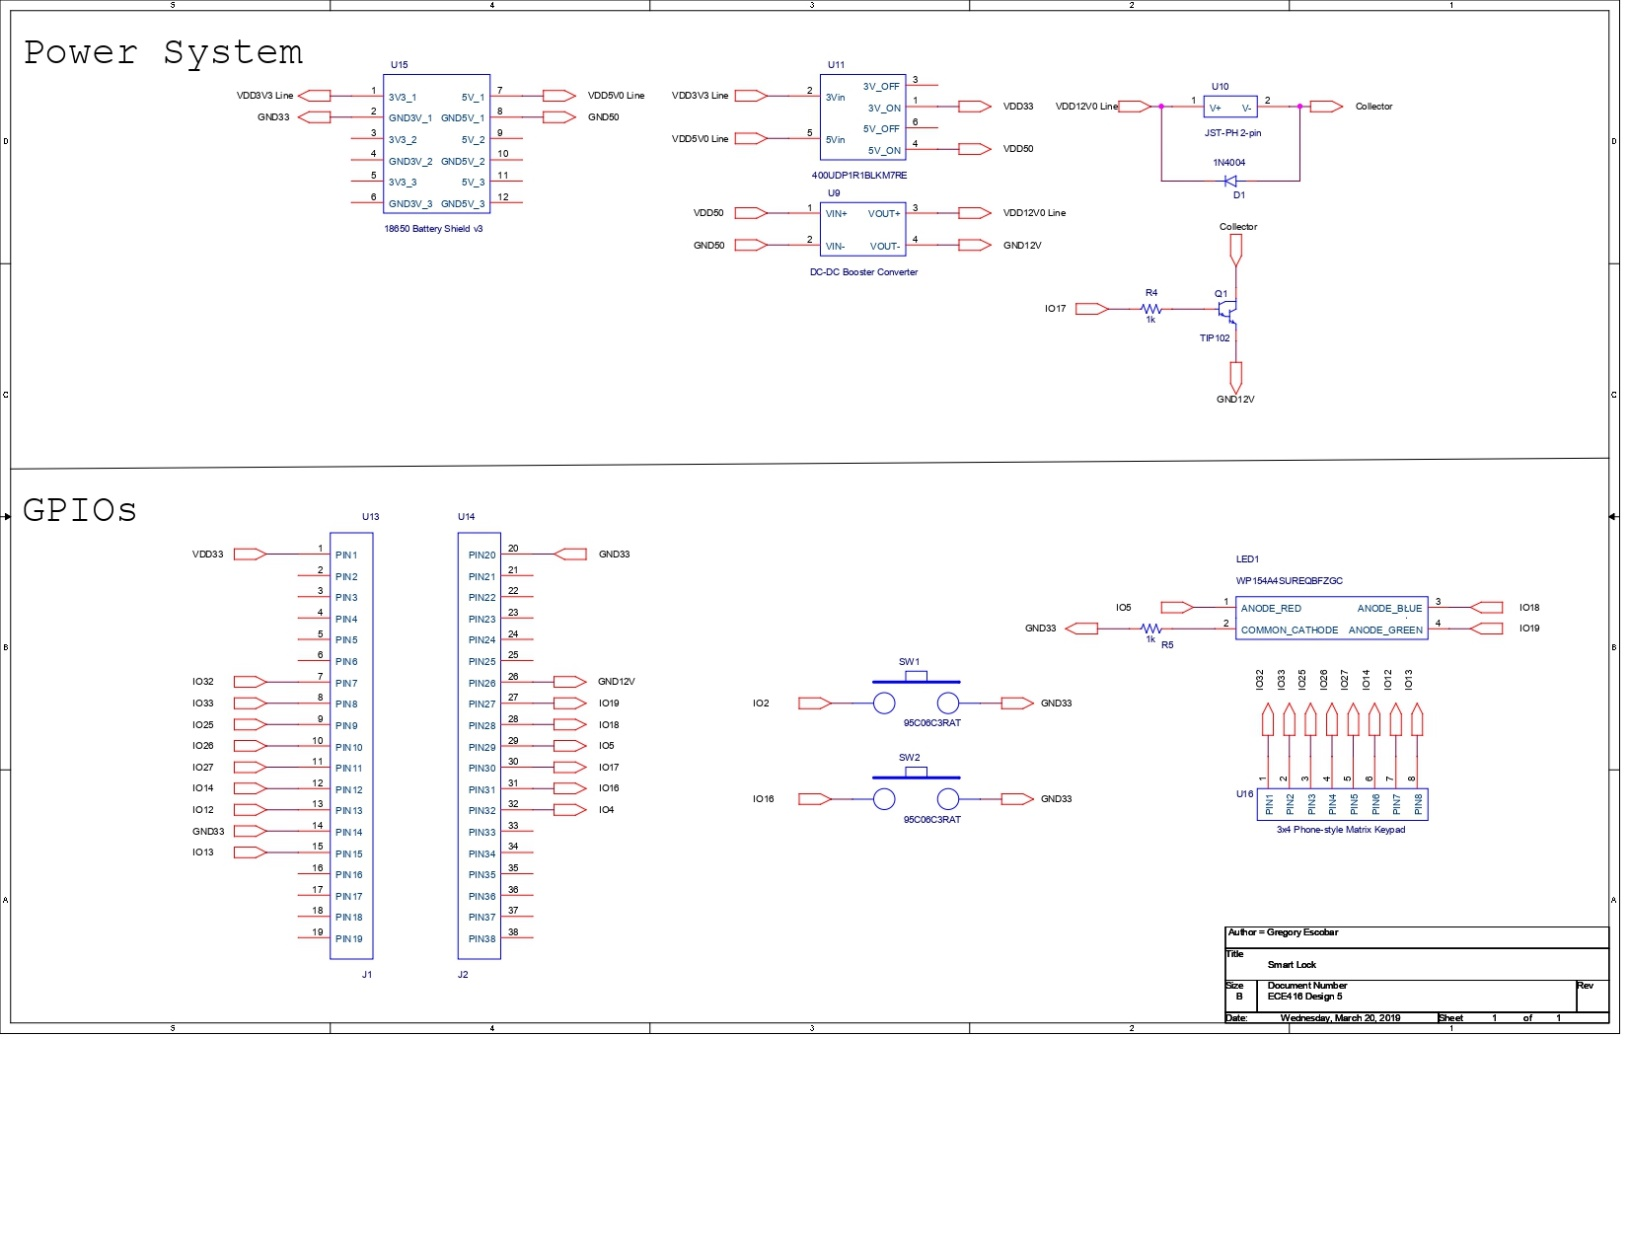 5 4 3 2 1
Power System
U15
VDD3V3 Line 1 3V3_1 5V_1 7 VDD5V0 Line
GND33 2 GND3V_1 GND5V_1 8 GND50
3 3V3_2 5V_2 9
4 GND3V_2 GND5V_2 10
5 3V3_3 5V_3 11
6 GND3V_3 GND5V_3 12
18650 Battery Shield v3
U11
3V_OFF 3
VDD3V3 Line 2 3Vin
3V_ON 1 VDD33
5V_OFF 6
VDD5V0 Line 5 5Vin
5V_ON 4 VDD50
400UDP1R1BLKM7RE
U9
VDD50 1 VIN+ VOUT+ 3 VDD12V0 Line
GND50 2 VIN- VOUT- 4 GND12V
DC-DC Booster Converter
U10
VDD12V0 Line 1 V+ V- 2 Collector
JST-PH 2-pin
1N4004
D1
Collector
IO17 R4 1k Q1
TIP102
GND12V
D D
C C
GPIOs
U13
VDD33 1 PIN1
2 PIN2
3 PIN3
4 PIN4
5 PIN5
6 PIN6
IO32 7 PIN7
IO33 8 PIN8
IO25 9 PIN9
IO26 10 PIN10
IO27 11 PIN11
IO14 12 PIN12
IO12 13 PIN13
GND33 14 PIN14
IO13 15 PIN15
16 PIN16
17 PIN17
18 PIN18
19 PIN19
J1
U14
PIN20 20 GND33
PIN21 21
PIN22 22
PIN23 23
PIN24 24
PIN25 25
PIN26 26 GND12V
PIN27 27 IO19
PIN28 28 IO18
PIN29 29 IO5
PIN30 30 IO17
PIN31 31 IO16
PIN32 32 IO4
PIN33 33
PIN34 34
PIN35 35
PIN36 36
PIN37 37
PIN38 38
J2
SW1
IO2 GND33
95C06C3RAT
SW2
IO16 GND33
95C06C3RAT
LED1
WP154A4SUREQBFZGC
IO5 1 ANODE_RED ANODE_BLUE 3 IO18
GND33 1k R5 2 COMMON_CATHODE ANODE_GREEN 4 IO19
IO32 IO33 IO25 IO26 IO27 IO14 IO12 IO13
1 2 3 4 5 6 7 8
U16 PIN1 PIN2 PIN3 PIN4 PIN5 PIN6 PIN7 PIN8
3x4 Phone-style Matrix Keypad
B B
A A
Author = Gregory Escobar
Title
Smart Lock
Size Document Number Rev
B ECE416 Design 5
Date: Wednesday, March 20, 2019 Sheet 1 of 1
5 4 3 2 1